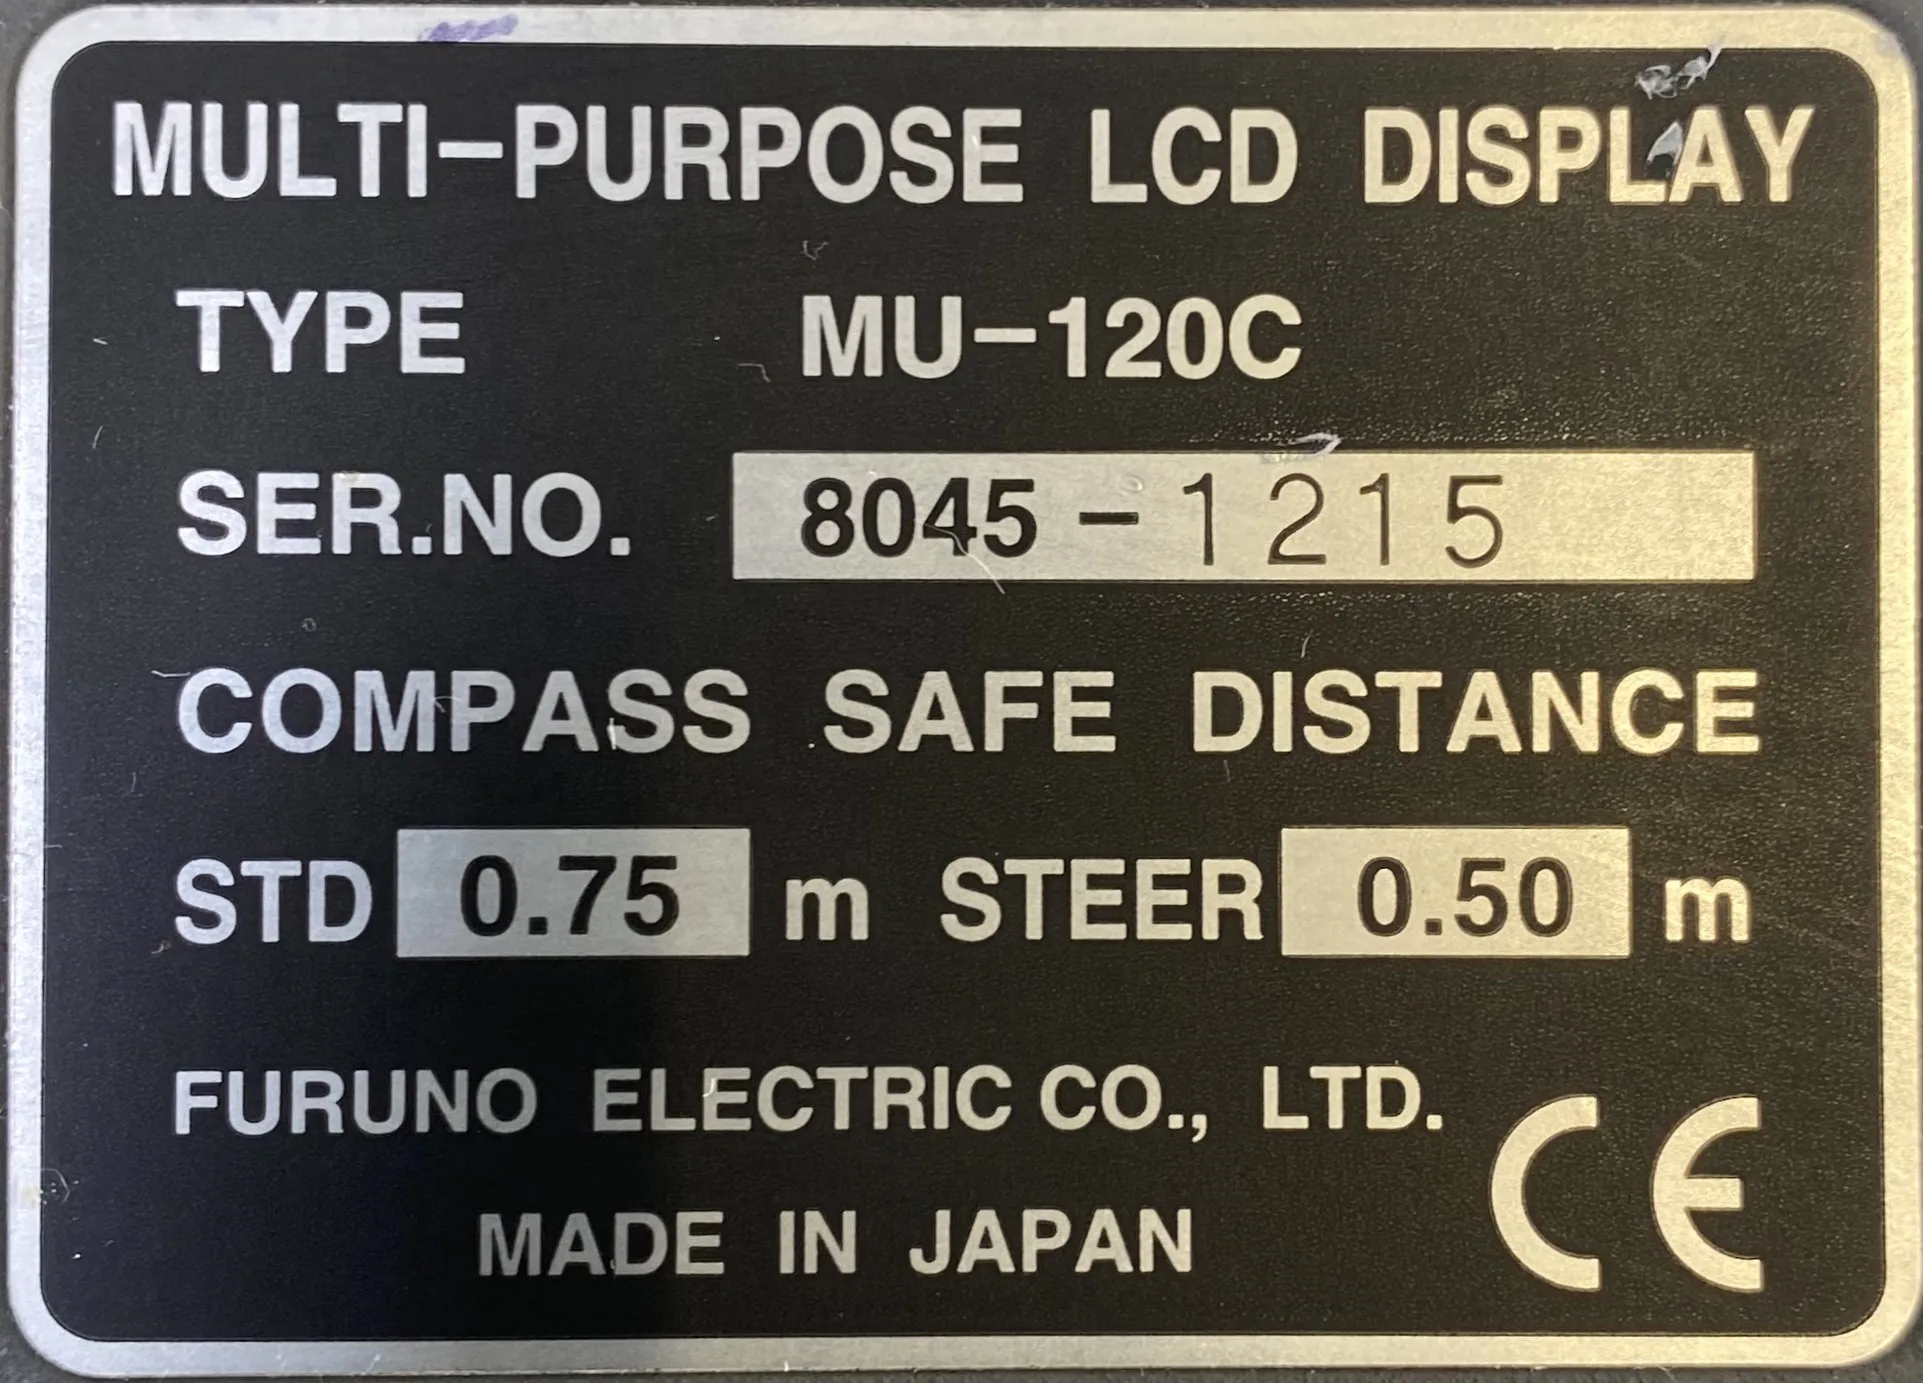 MULTI-PURPOSE LCD DISPLAY
TYPE MU-120C
SER.NO. 8045-1215
COMPASS SAFE DISTANCE
STD 0.75 m STEER 0.50 m
FURUNO ELECTRIC CO., LTD.
CE
MADE IN JAPAN